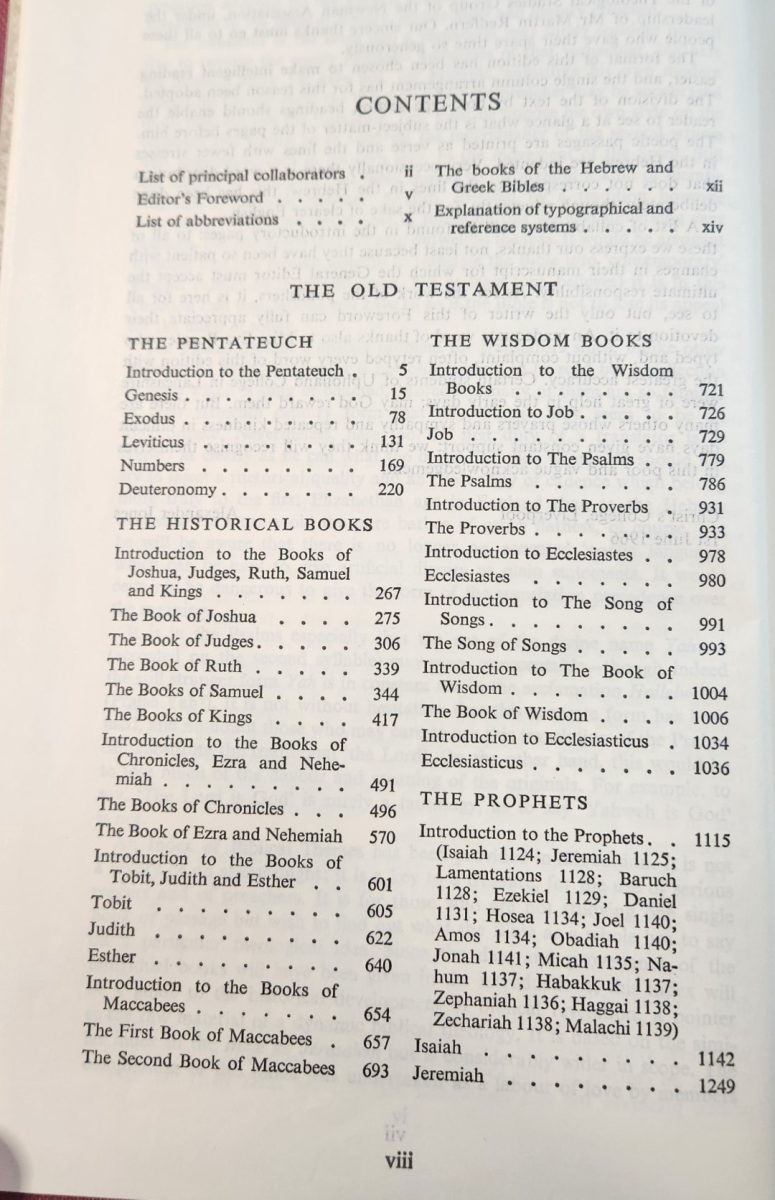 CONTENTS
List of principal collaborators . ii
Editor's Foreword . . . . . v
List of abbreviations . . . . x
The books of the Hebrew and
Greek Bibles . . . . . . xii
Explanation of typographical and
reference systems . . . . . xiv
THE OLD TESTAMENT
THE PENTATEUCH
Introduction to the Pentateuch . 5
Genesis . . . . . . . . . 15
Exodus . . . . . . . . . 78
Leviticus . . . . . . . . 131
Numbers . . . . . . . . 169
Deuteronomy . . . . . . . 220
THE HISTORICAL BOOKS
Introduction to the Books of
Joshua, Judges, Ruth, Samuel
and Kings . . . . . . . 267
The Book of Joshua . . . . 275
The Book of Judges. . . . . 306
The Book of Ruth . . . . . 339
The Books of Samuel . . . . 344
The Books of Kings . . . . 417
Introduction to the Books of
Chronicles, Ezra and Nehe-
miah . . . . . . . . . 491
The Books of Chronicles . . . 496
The Book of Ezra and Nehemiah 570
Introduction to the Books of
Tobit, Judith and Esther . . 601
Tobit . . . . . . . . . 605
Judith . . . . . . . . . 622
Esther . . . . . . . . . 640
Introduction to the Books of
Maccabees . . . . . . . 654
The First Book of Maccabees . 657
The Second Book of Maccabees 693
THE WISDOM BOOKS
Introduction to the Wisdom
Books . . . . . . . . 721
Introduction to Job . . . . . 726
Job . . . . . . . . . . 729
Introduction to The Psalms . . 779
The Psalms . . . . . . . 786
Introduction to The Proverbs . 931
The Proverbs . . . . . . . 933
Introduction to Ecclesiastes . . 978
Ecclesiastes . . . . . . . 980
Introduction to The Song of
Songs. . . . . . . . . 991
The Song of Songs . . . . . 993
Introduction to The Book of
Wisdom . . . . . . . . 1004
The Book of Wisdom . . . . 1006
Introduction to Ecclesiasticus . 1034
Ecclesiasticus . . . . . . . 1036
THE PROPHETS
Introduction to the Prophets. . 1115
(Isaiah 1124; Jeremiah 1125;
Lamentations 1128; Baruch
1128; Ezekiel 1129; Daniel
1131; Hosea 1134; Joel 1140;
Amos 1134; Obadiah 1140;
Jonah 1141; Micah 1135; Na-
hum 1137; Habakkuk 1137;
Zephaniah 1136; Haggai 1138;
Zechariah 1138; Malachi 1139)
Isaiah . . . . . . . . . 1142
Jeremiah . . . . . . . . 1249
viii